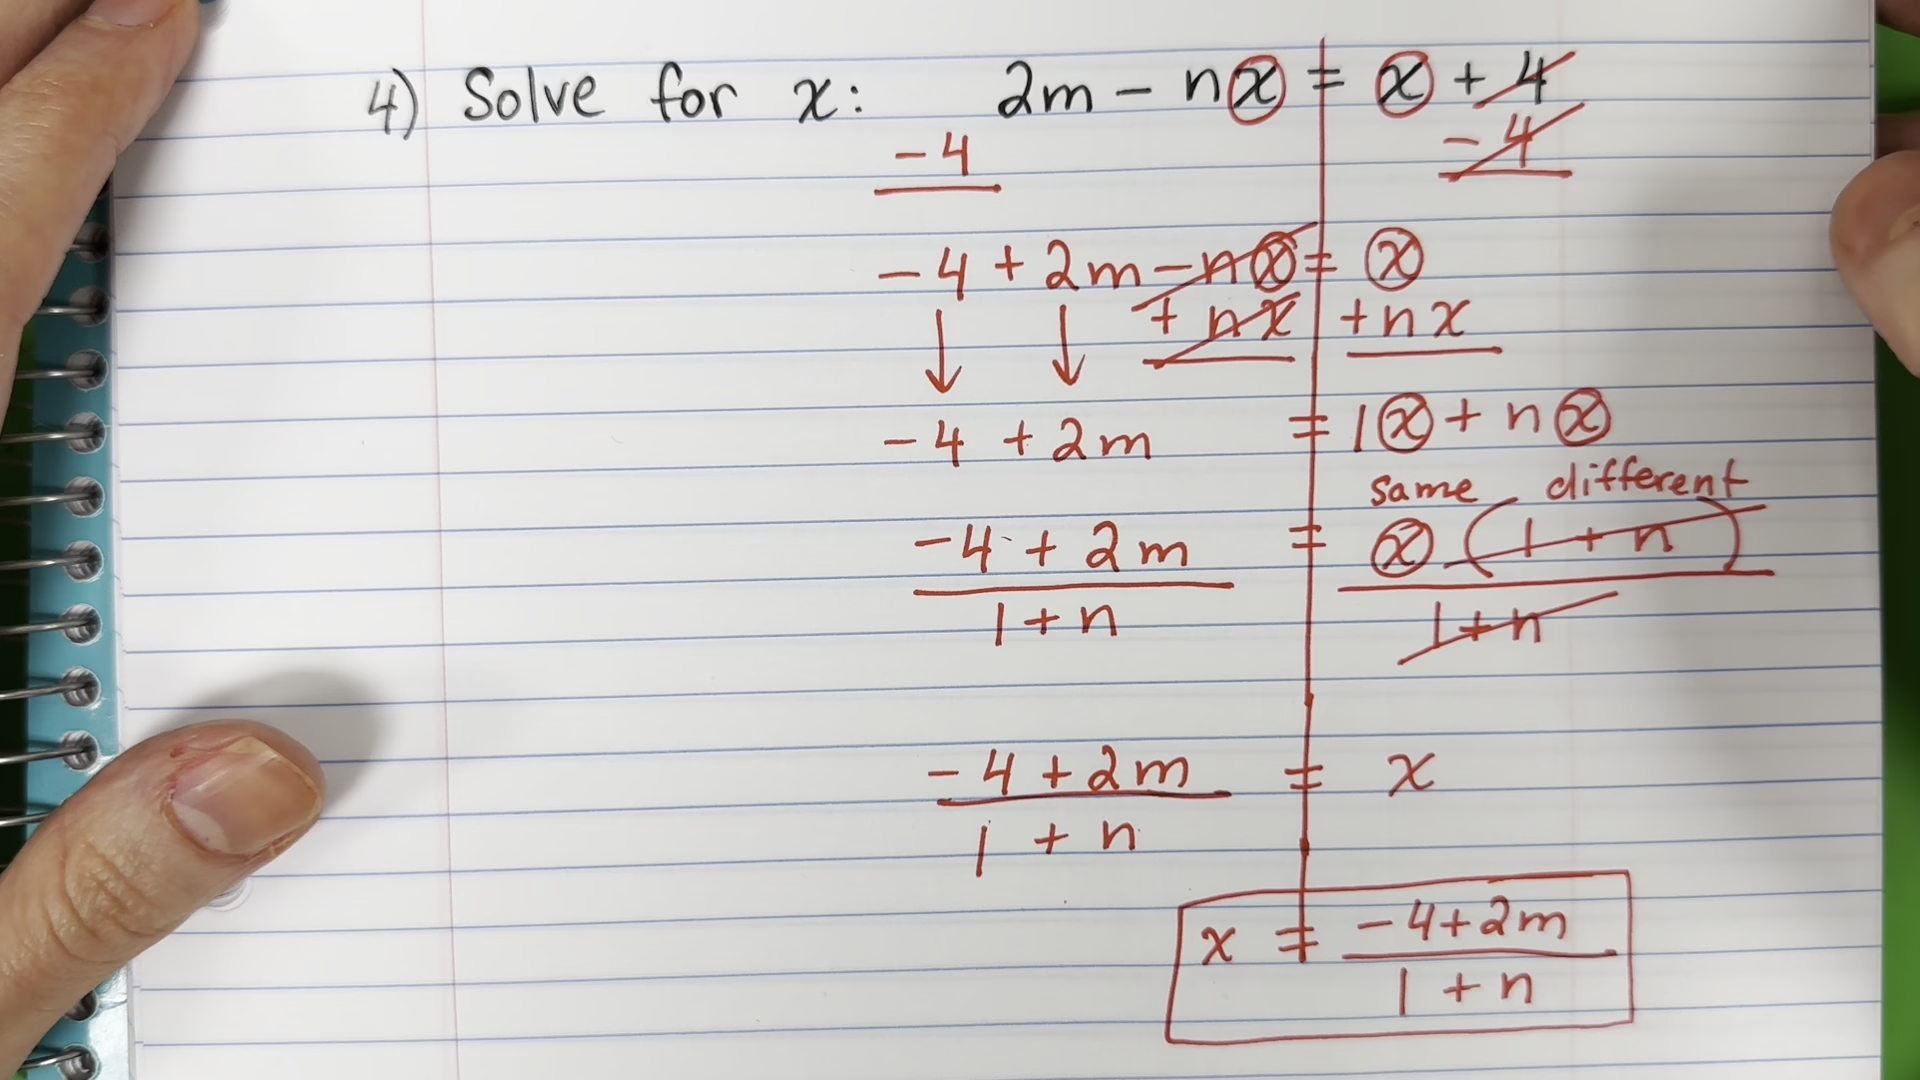 4) Solve for x: 2m - nx = x + 4
-4 -4
-4 + 2m - nx = x
+ nx +nx
-4 + 2m = 1x + nx
same different
-4 + 2m = x (1 + n)
1 + n 1 + n
-4 + 2m = x
1 + n
x = -4+2m
1 + n